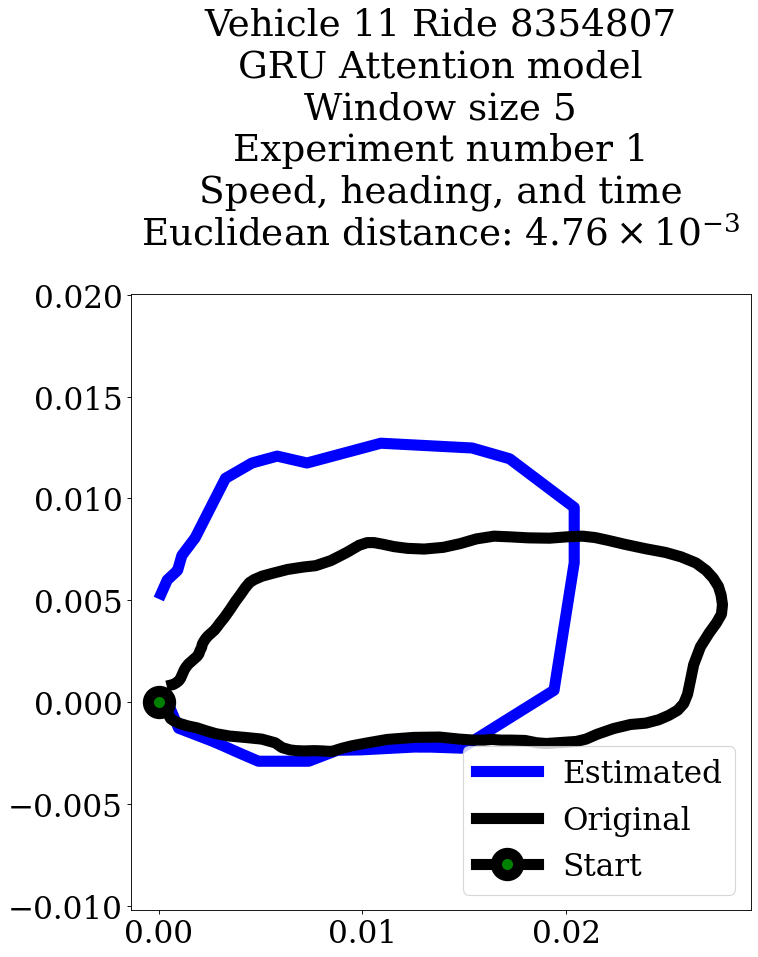 Vehicle 11 Ride 8354807
GRU Attention model
Window size 5
Experiment number 1
Speed, heading, and time
Euclidean distance: 4.76 × 10⁻³
0.020
0.015
0.010
0.005
0.000
−0.005
−0.010
0.00
0.01
0.02
Estimated
Original
Start